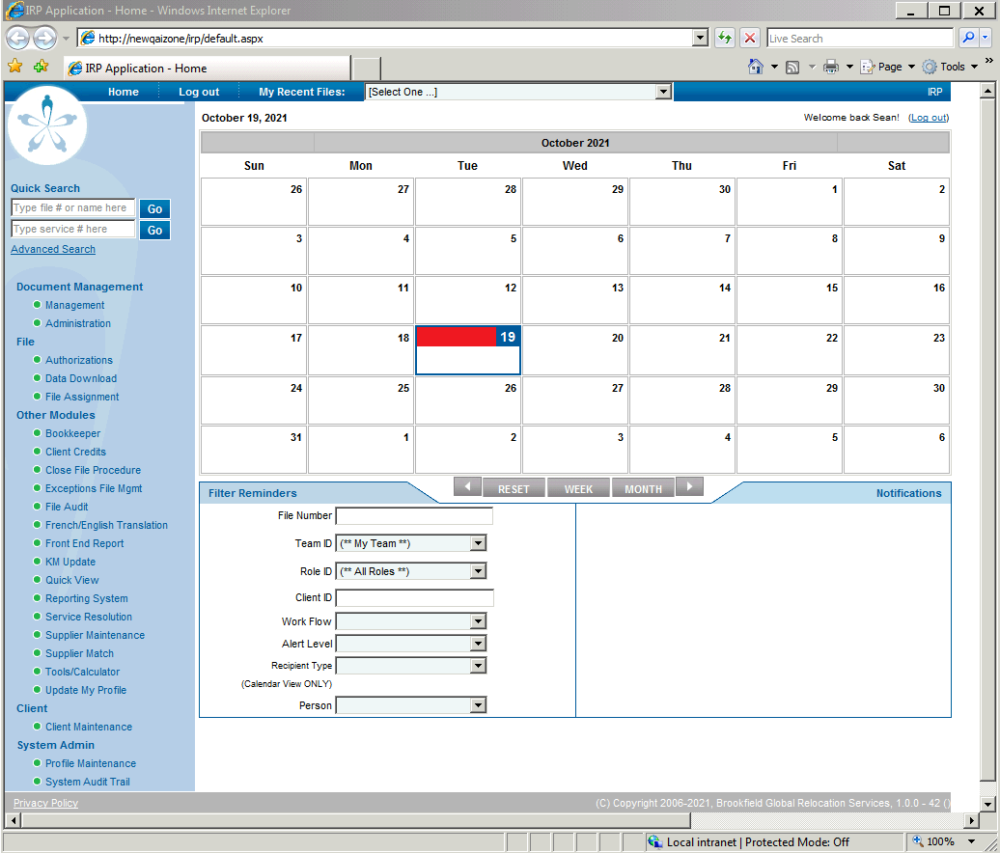 IRP Application - Home - Windows Internet Explorer
http://newqaizone/irp/default.aspx
Live Search
IRP Application - Home
Page Tools »
Home Log out My Recent Files: [Select One ...] IRP
October 19, 2021 Welcome back Sean! (Log out)
October 2021
Sun Mon Tue Wed Thu Fri Sat
26 27 28 29 30 1 2
3 4 5 6 7 8 9
10 11 12 13 14 15 16
17 18 19 20 21 22 23
24 25 26 27 28 29 30
31 1 2 3 4 5 6
Quick Search
Type file # or name here Go
Type service # here Go
Advanced Search
Document Management
Management
Administration
File
Authorizations
Data Download
File Assignment
Other Modules
Bookkeeper
Client Credits
Close File Procedure
Exceptions File Mgmt
File Audit
French/English Translation
Front End Report
KM Update
Quick View
Reporting System
Service Resolution
Supplier Maintenance
Supplier Match
Tools/Calculator
Update My Profile
Client
Client Maintenance
System Admin
Profile Maintenance
System Audit Trail
RESET WEEK MONTH
Filter Reminders Notifications
File Number
Team ID (** My Team **)
Role ID (** All Roles **)
Client ID
Work Flow
Alert Level
Recipient Type
(Calendar View ONLY)
Person
Privacy Policy (C) Copyright 2006-2021, Brookfield Global Relocation Services, 1.0.0 - 42 ()
Local intranet | Protected Mode: Off 100%